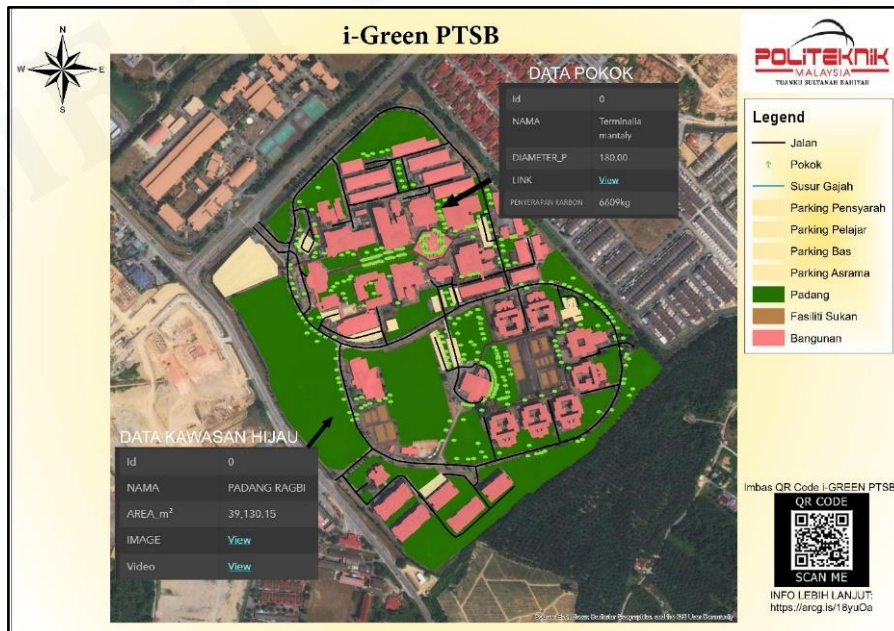 i-Green PTSB
N
W
E
S
POLITEKNIK
MALAYSIA
TUANKU SULTANAH BAHIYAH
DATA POKOK
Id 0
NAMA Terminalia mantaly
DIAMETER_P 180.00
LINK View
PENYERAPAN KARBON 6609kg
Legend
Jalan
Pokok
Susur Gajah
Parking Pensyarah
Parking Pelajar
Parking Bas
Parking Asrama
Padang
Fasiliti Sukan
Bangunan
DATA KAWASAN HIJAU
Id 0
NAMA PADANG RAGBI
AREA_m² 39,130.15
IMAGE View
Video View
Imbas QR Code i-GREEN PTSB
QR CODE
SCAN ME
INFO LEBIH LANJUT:
https://arcg.is/18yuOa